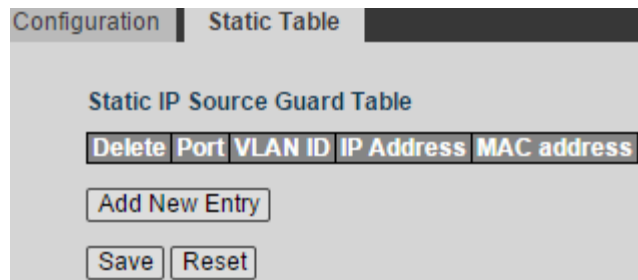 Configuration Static Table
Static IP Source Guard Table
Delete Port VLAN ID IP Address MAC address
Add New Entry
Save Reset